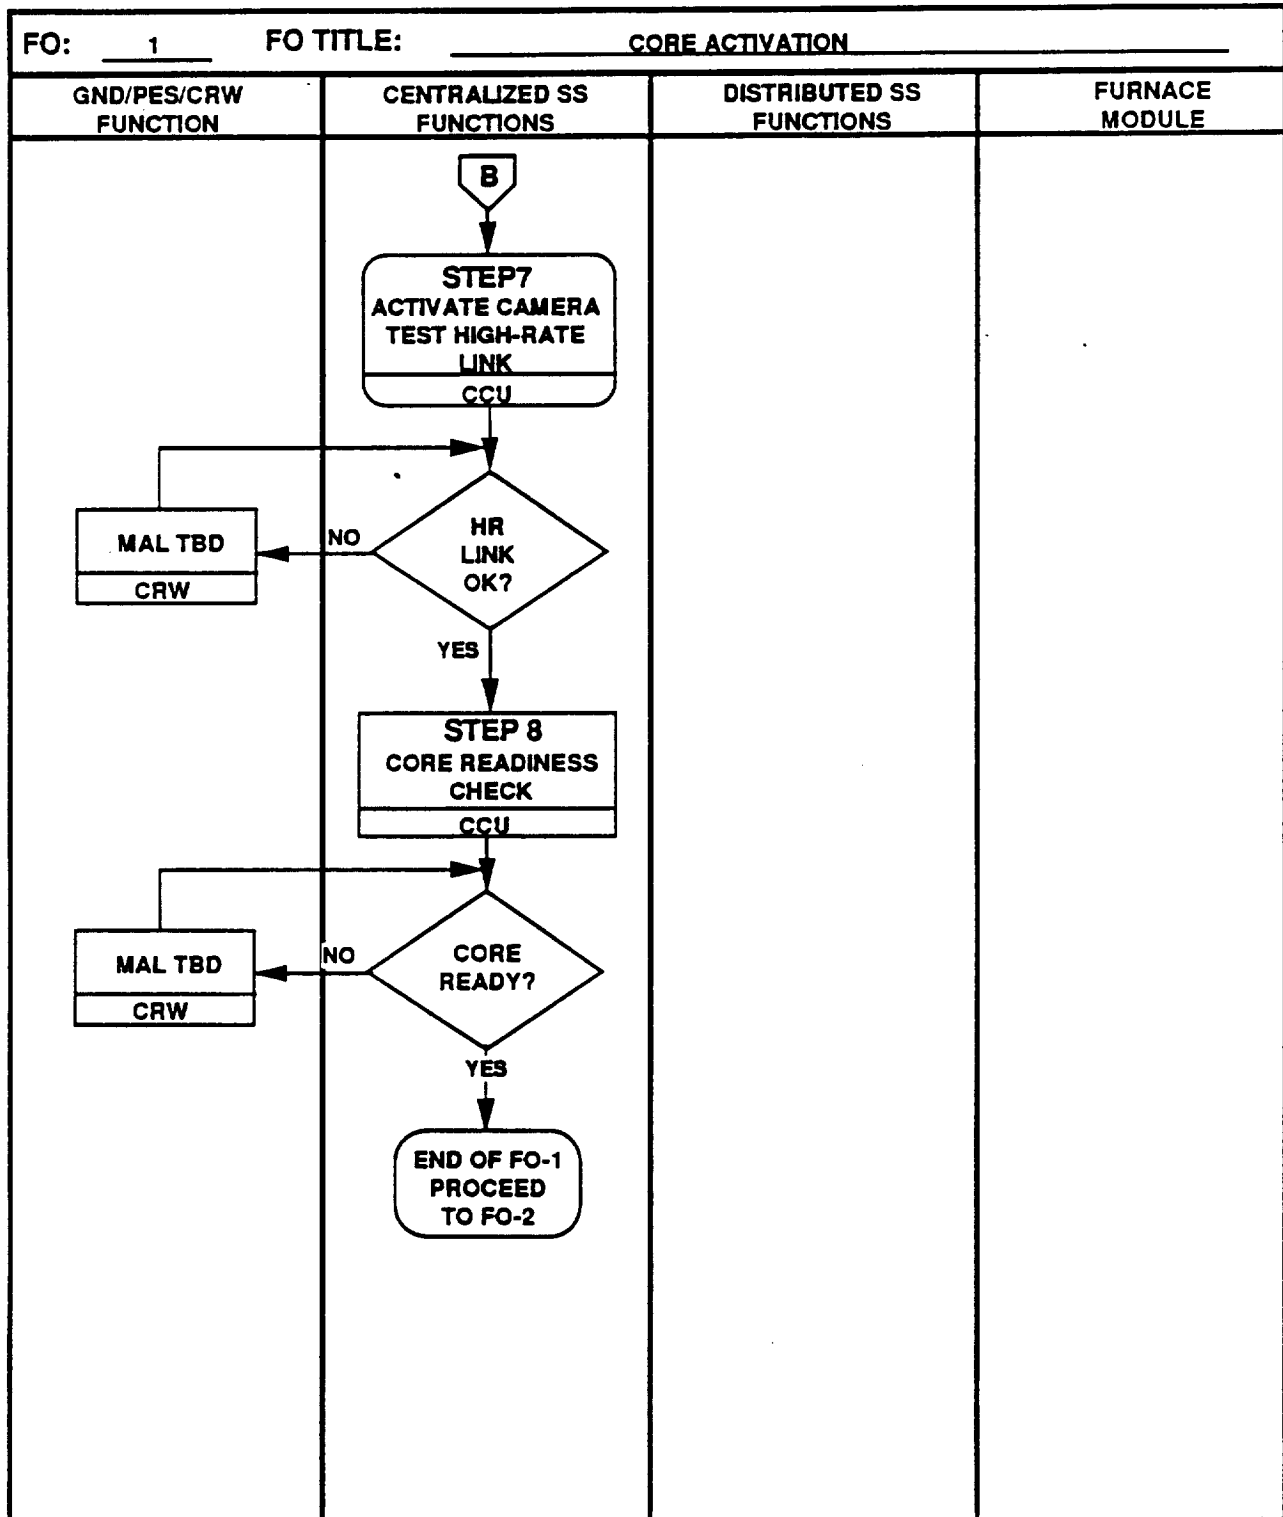 FO: 1 FO TITLE: CORE ACTIVATION
GND/PES/CRW
FUNCTION
CENTRALIZED SS
FUNCTIONS
DISTRIBUTED SS
FUNCTIONS
FURNACE
MODULE
B
STEP7
ACTIVATE CAMERA
TEST HIGH-RATE
LINK
CCU
HR
LINK
OK?
NO
MAL TBD
CRW
YES
STEP 8
CORE READINESS
CHECK
CCU
CORE
READY?
NO
MAL TBD
CRW
YES
END OF FO-1
PROCEED
TO FO-2